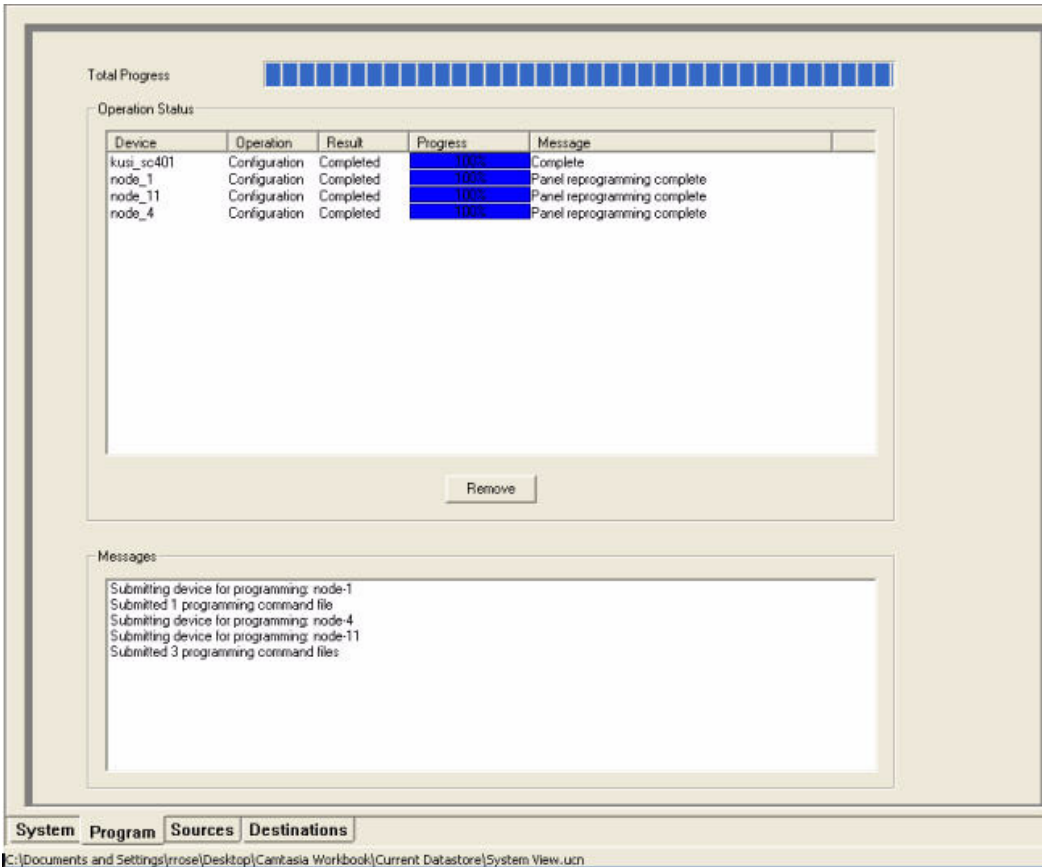 Total Progress
Operation Status
Device Operation Result Progress Message
kusi_sc401 Configuration Completed 100% Complete
node_1 Configuration Completed 100% Panel reprogramming complete
node_11 Configuration Completed 100% Panel reprogramming complete
node_4 Configuration Completed 100% Panel reprogramming complete
Remove
Messages
Submitting device for programming: node-1
Submitted 1 programming command file
Submitting device for programming: node-4
Submitting device for programming: node-11
Submitted 3 programming command files
System Program Sources Destinations
C:\Documents and Settings\rrose\Desktop\Camtasia Workbook\Current Datastore\System View.ucn